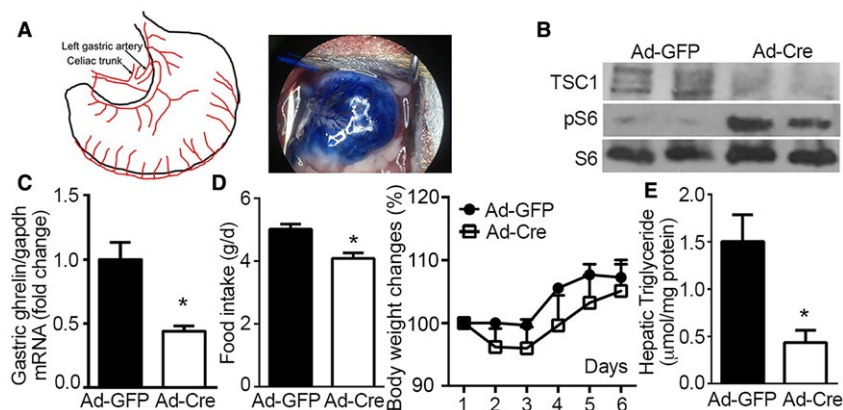 A
Left gastric artery
Celiac trunk
B
Ad-GFP Ad-Cre
TSC1
pS6
S6
C
Gastric ghrelin/gapdh
mRNA (fold change)
1.5
1.0
0.5
0.0
*
Ad-GFP Ad-Cre
D
Food intake (g/d)
6
4
2
0
*
Ad-GFP Ad-Cre
Body weight changes (%)
120
110
100
90
Ad-GFP
Ad-Cre
Days
1 2 3 4 5 6
E
Hepatic Triglyceride
(μmol/mg protein)
2.0
1.5
1.0
0.5
0.0
*
Ad-GFP Ad-Cre